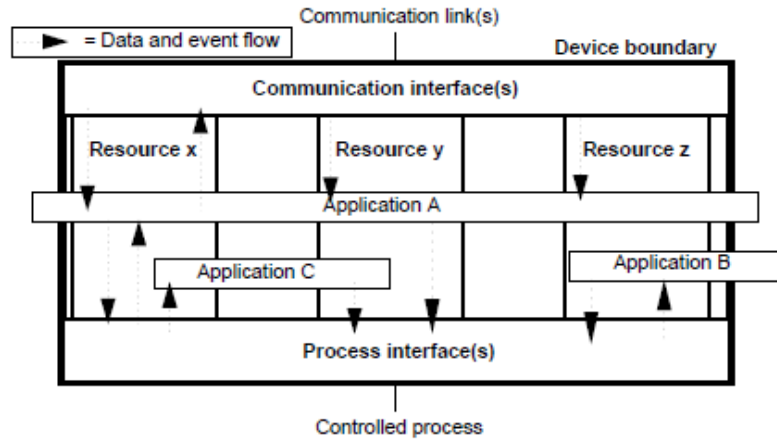 Communication link(s)
= Data and event flow
Device boundary
Communication interface(s)
Resource x
Resource y
Resource z
Application A
Application C
Application B
Process interface(s)
Controlled process